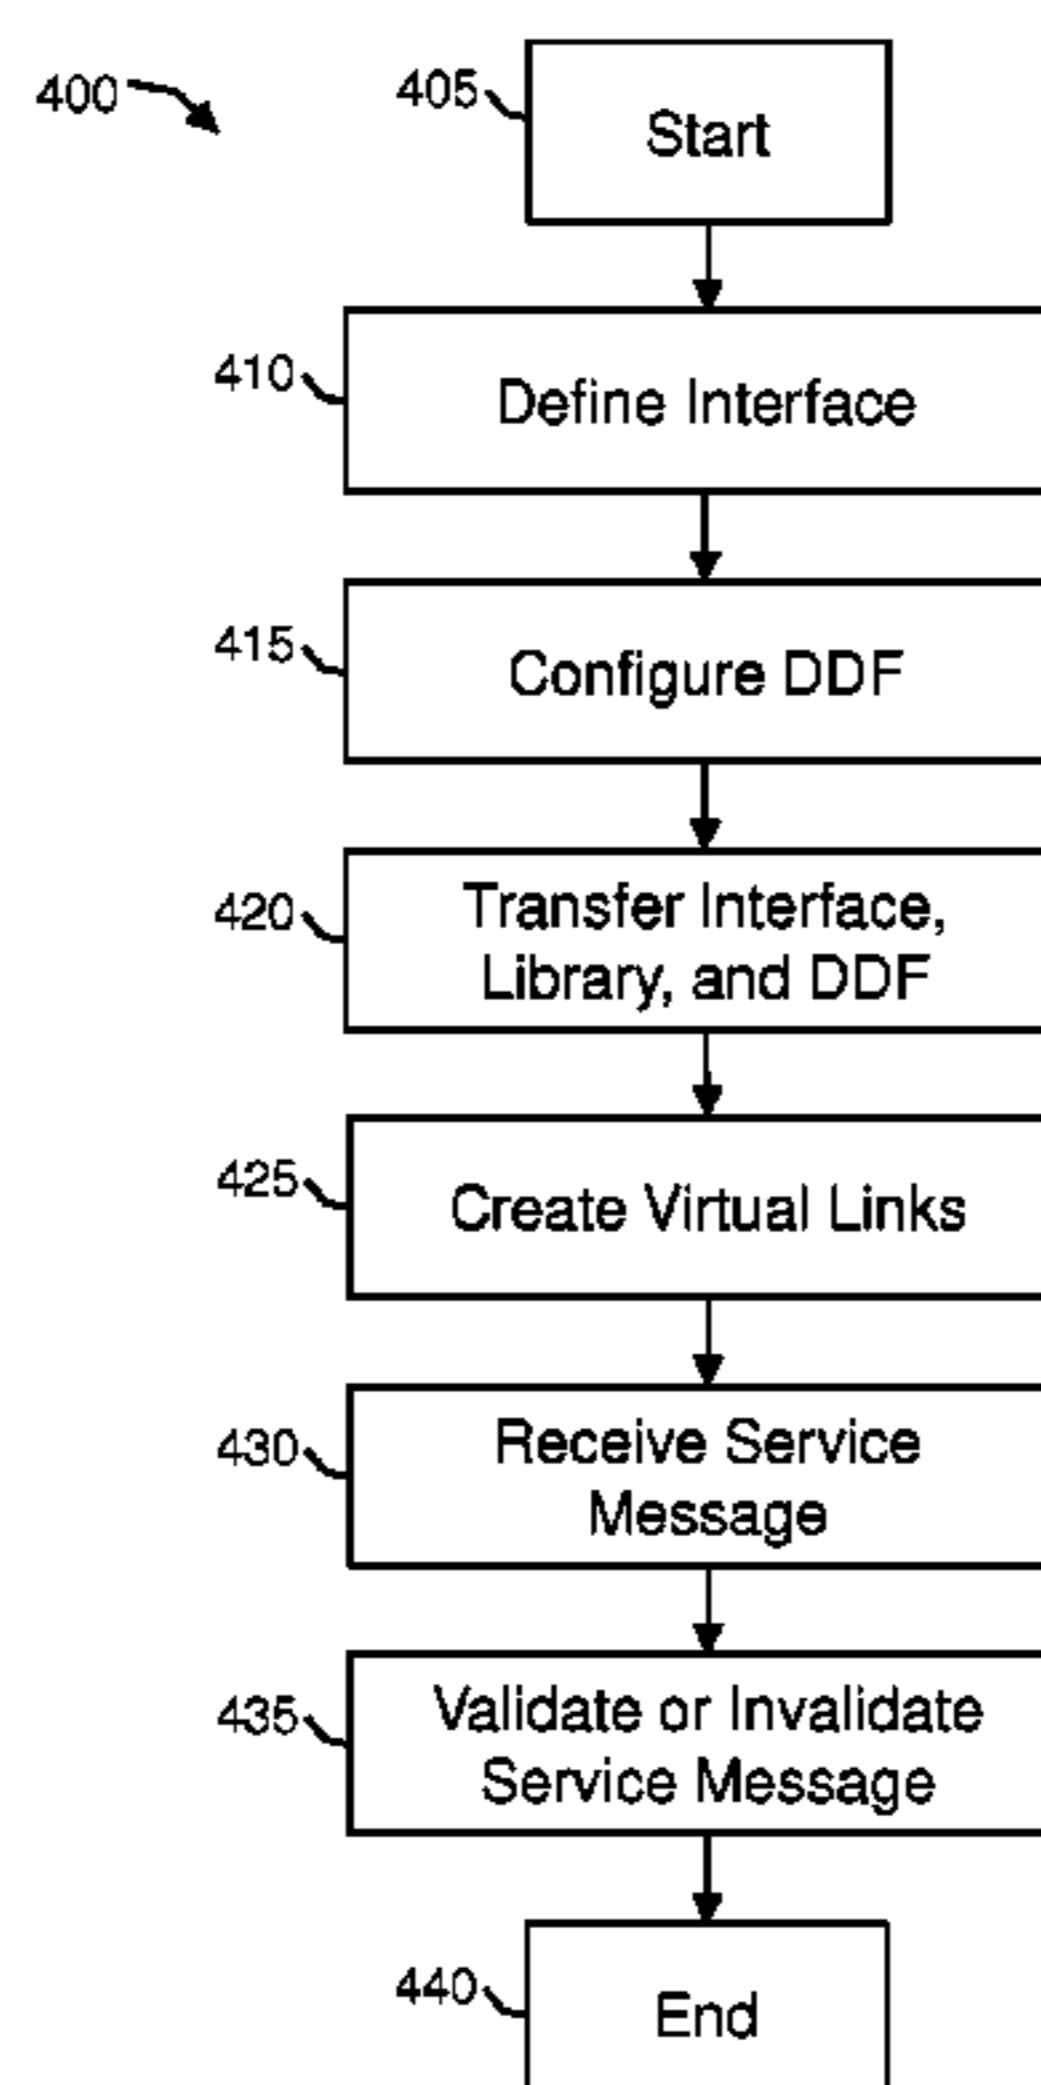 400
405
Start
410
Define Interface
415
Configure DDF
420
Transfer Interface,
Library, and DDF
425
Create Virtual Links
430
Receive Service
Message
435
Validate or Invalidate
Service Message
440
End